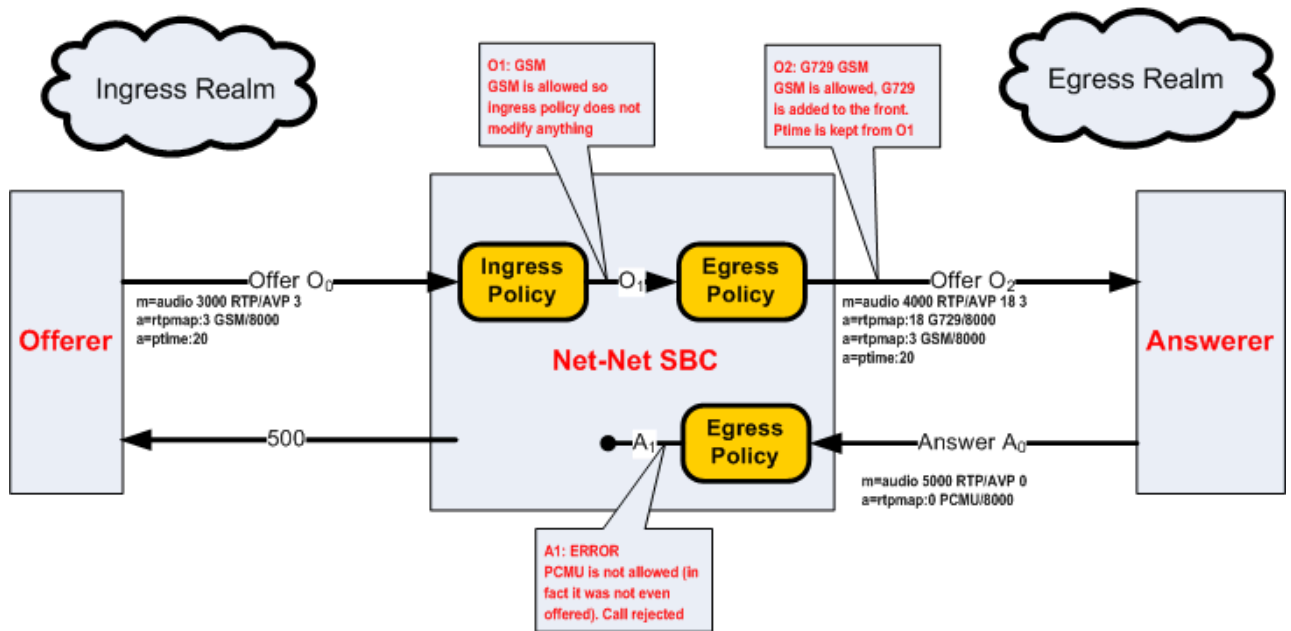 Ingress Realm
O1: GSM
GSM is allowed so
ingress policy does not
modify anything
O2: G729 GSM
GSM is allowed, G729
is added to the front.
Ptime is kept from O1
Egress Realm
Offerer
Offer O0
m=audio 3000 RTP/AVP 3
a=rtpmap:3 GSM/8000
a=ptime:20
Ingress
Policy
O1
Egress
Policy
Offer O2
m=audio 4000 RTP/AVP 18 3
a=rtpmap:18 G729/8000
a=rtpmap:3 GSM/8000
a=ptime:20
Answerer
Net-Net SBC
500
A1
Egress
Policy
Answer A0
m=audio 5000 RTP/AVP 0
a=rtpmap:0 PCMU/8000
A1: ERROR
PCMU is not allowed (in
fact it was not even
offered). Call rejected